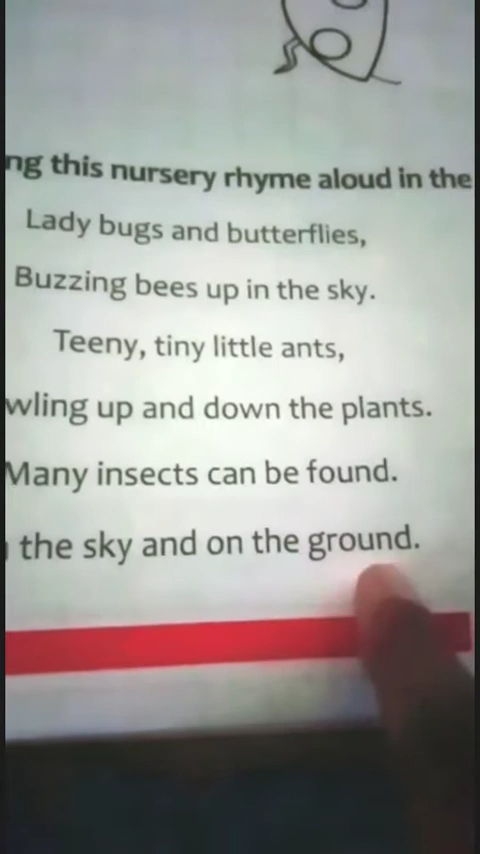 ng this nursery rhyme aloud in the
Lady bugs and butterflies,
Buzzing bees up in the sky.
Teeny, tiny little ants,
wling up and down the plants.
Many insects can be found.
the sky and on the ground.